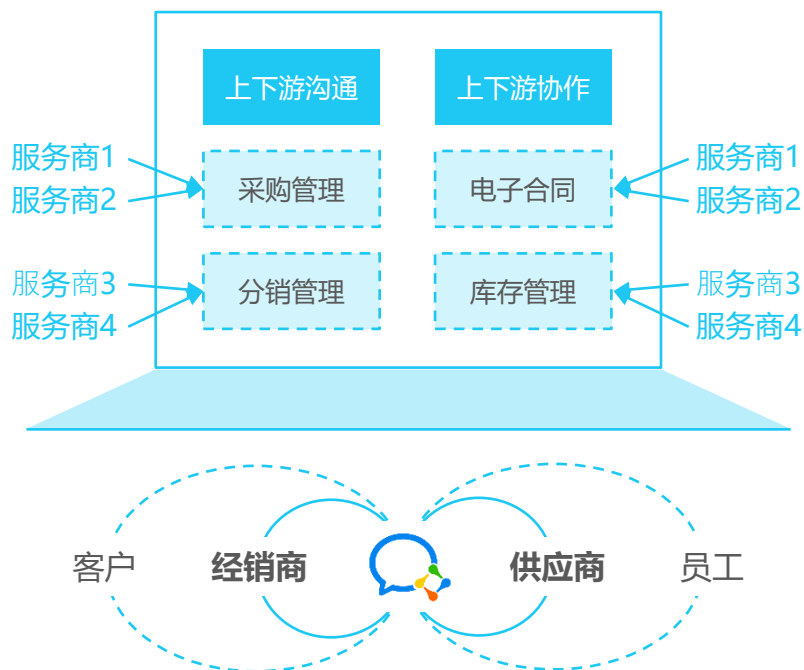 上下游沟通 上下游协作
服务商1 采购管理 电子合同 服务商1
服务商2 服务商2
服务商3 分销管理 库存管理 服务商3
服务商4 服务商4
客户 经销商 供应商 员工